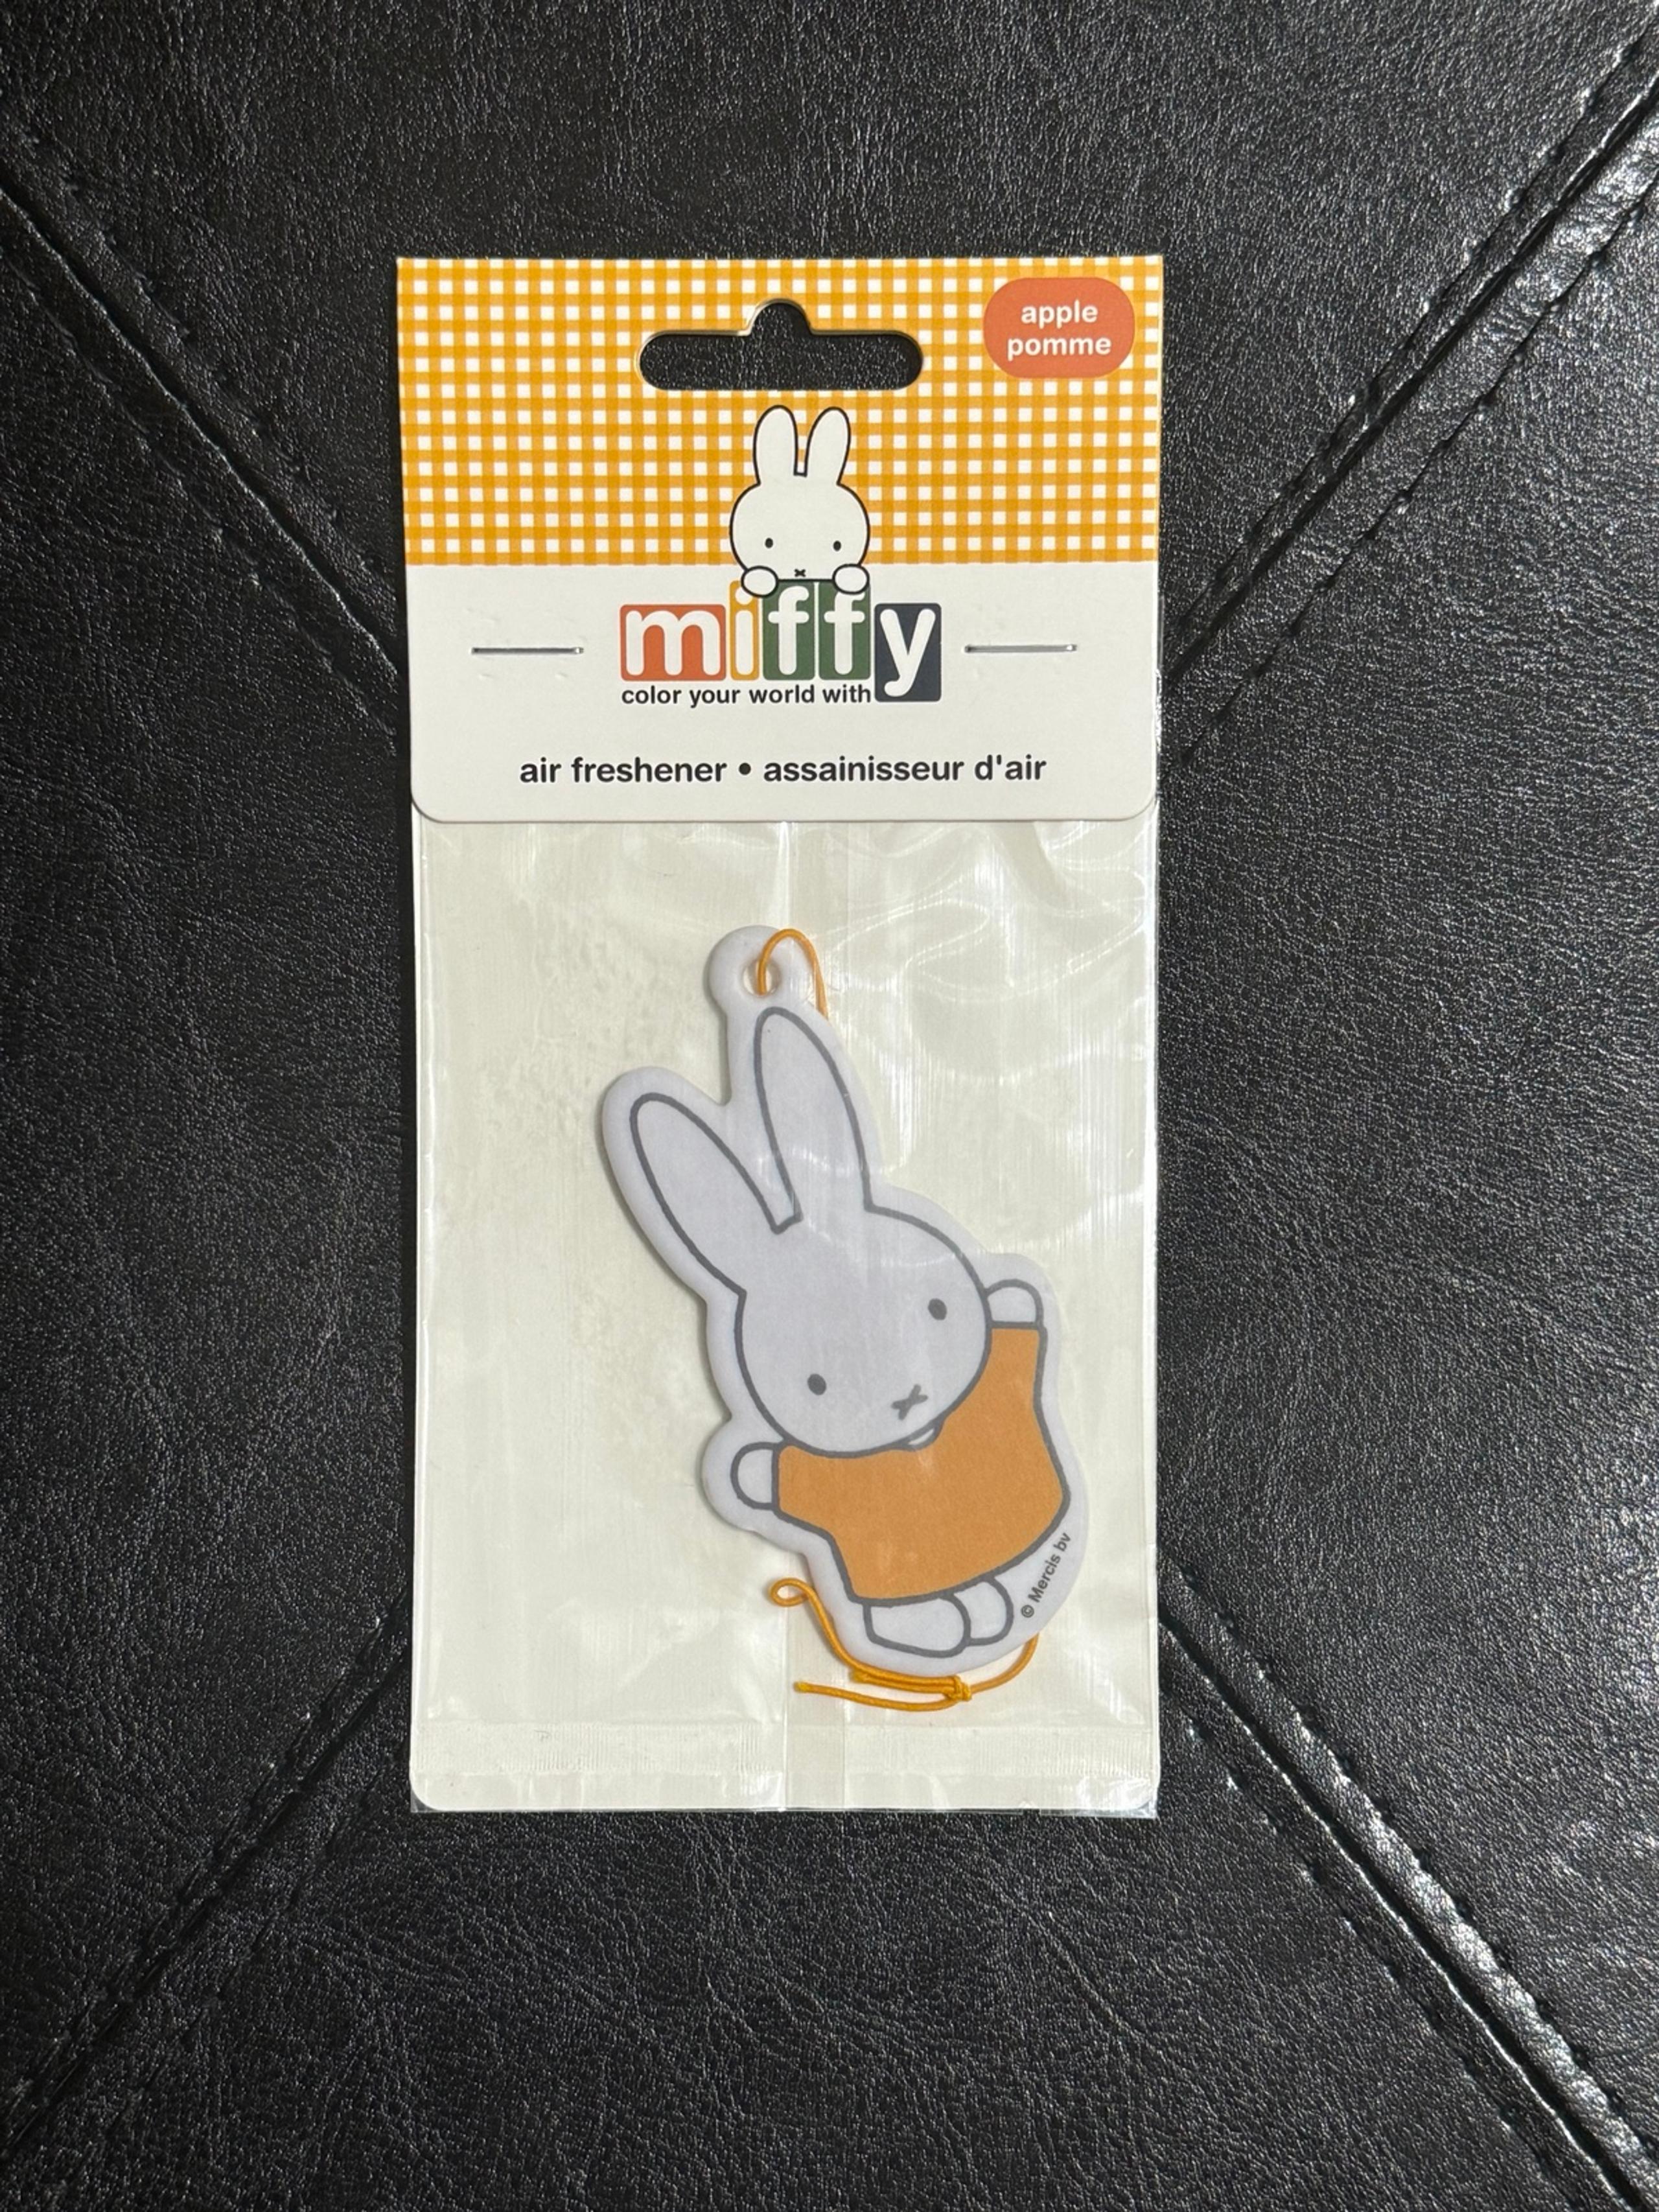 apple
pomme
miffy
color your world with
air freshener • assainisseur d'air
© Mercis bv